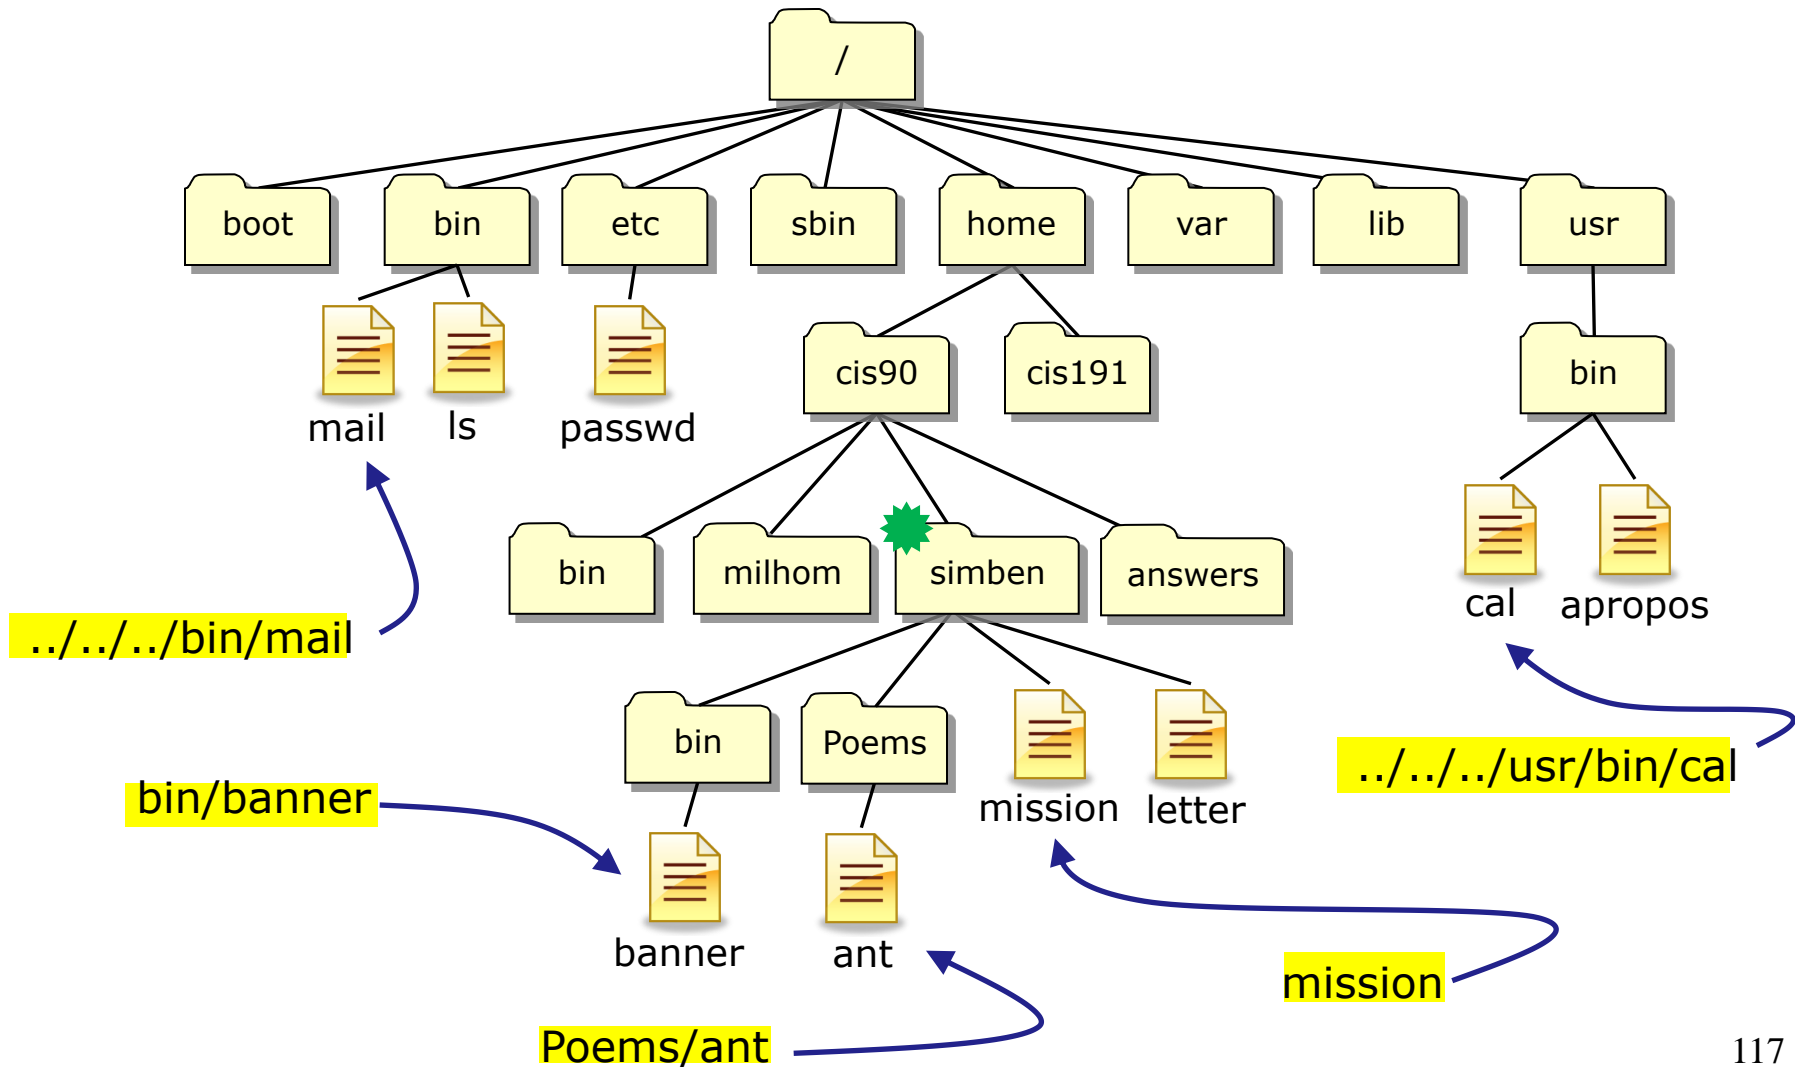 /
boot bin etc sbin home var lib usr
mail ls passwd
cis90 cis191 bin
bin milhom simben answers
cal apropos
../../../bin/mail
bin Poems
mission letter
../../../usr/bin/cal
bin/banner
banner ant
mission
Poems/ant
117